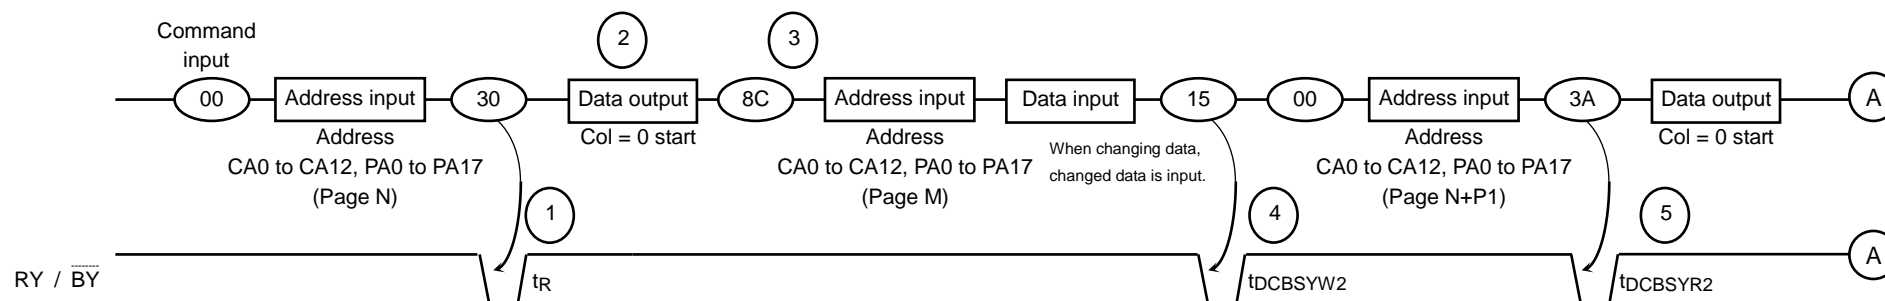 Command
input
2
3
00
Address input
30
Data output
8C
Address input
Data input
15
00
Address input
3A
Data output
A
Address
CA0 to CA12, PA0 to PA17
(Page N)
Col = 0 start
Address
CA0 to CA12, PA0 to PA17
(Page M)
When changing data,
changed data is input.
Address
CA0 to CA12, PA0 to PA17
(Page N+P1)
Col = 0 start
1
4
5
RY / BY
tR
tDCBSYW2
tDCBSYR2
A